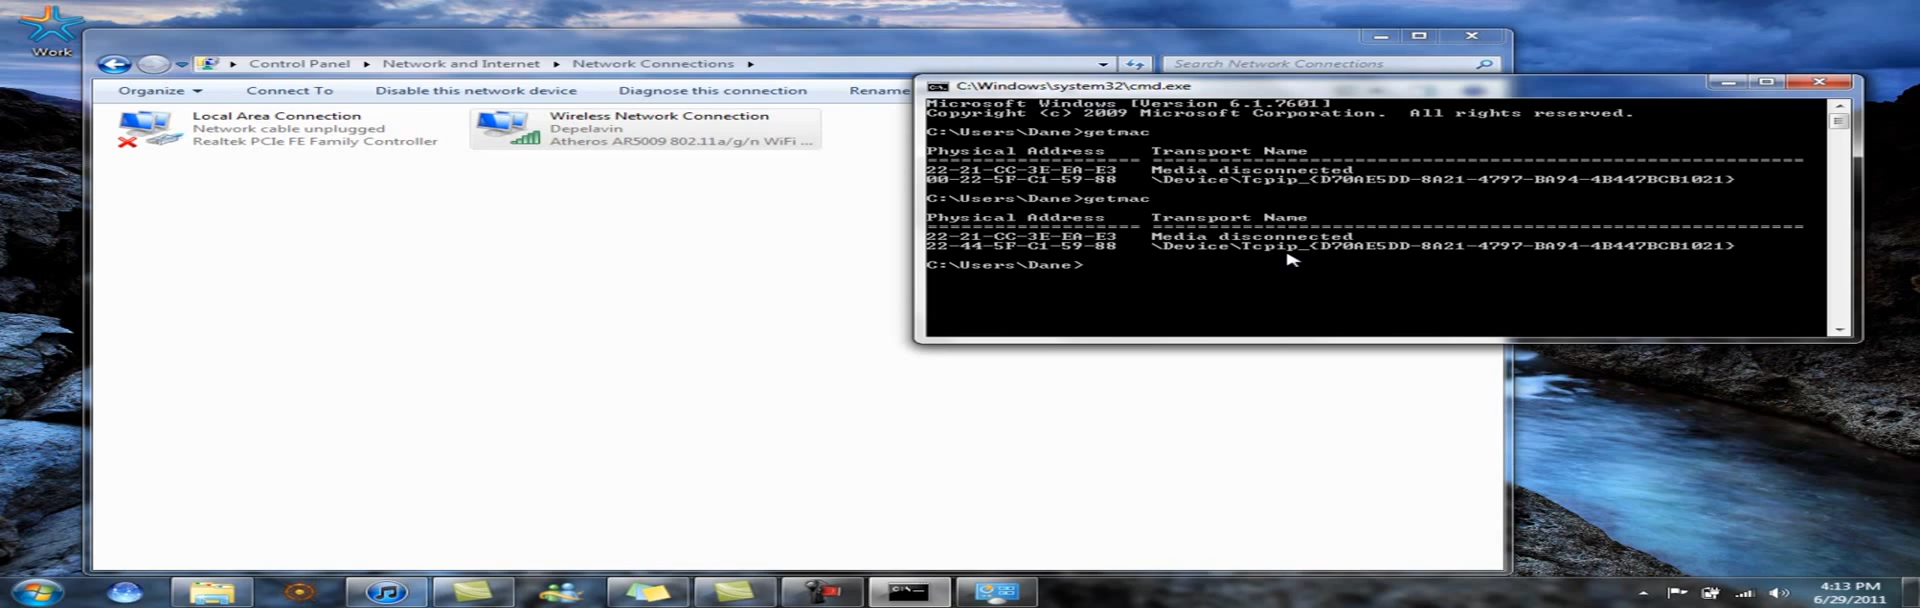 Work
Control Panel
Network and Internet
Network Connections
Search Network Connections
Organize
Connect To
Disable this network device
Diagnose this connection
Rename
Local Area Connection
Network cable unplugged
Realtek PCIe FE Family Controller
Wireless Network Connection
Depelavin
Atheros AR5009 802.11a/g/n WiFi ...
C:\Windows\system32\cmd.exe
Microsoft Windows [Version 6.1.7601]
Copyright (c) 2009 Microsoft Corporation. All rights reserved.
C:\Users\Dane>getmac
Physical Address Transport Name
=================== ==========================================================
22-21-CC-3E-EA-E3 Media disconnected
00-22-5F-C1-59-88 \Device\Tcpip_{D70AE5DD-8A21-4797-BA94-4B447BCB1021}
C:\Users\Dane>getmac
Physical Address Transport Name
=================== ==========================================================
22-21-CC-3E-EA-E3 Media disconnected
22-44-5F-C1-59-88 \Device\Tcpip_{D70AE5DD-8A21-4797-BA94-4B447BCB1021}
C:\Users\Dane>
C:\
4:13 PM
6/29/2011